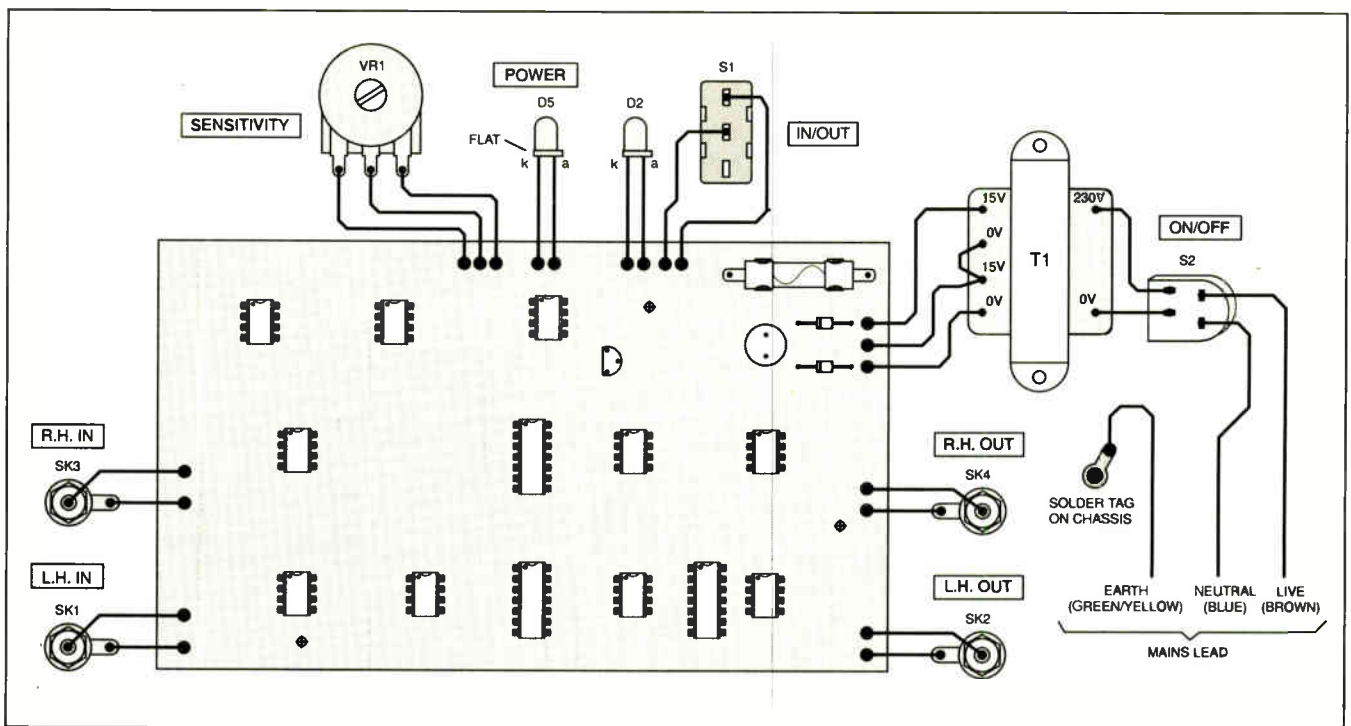 VR1
POWER
S1
SENSITIVITY
D5
D2
IN/OUT
FLAT
k
a
k
a
15V
230V
0V
ON/OFF
15V
T1
S2
0V
0V
R.H. IN
R.H. OUT
SK3
SK4
SOLDER TAG
ON CHASSIS
L.H. IN
L.H. OUT
SK1
SK2
EARTH
(GREEN/YELLOW)
NEUTRAL
(BLUE)
LIVE
(BROWN)
MAINS LEAD